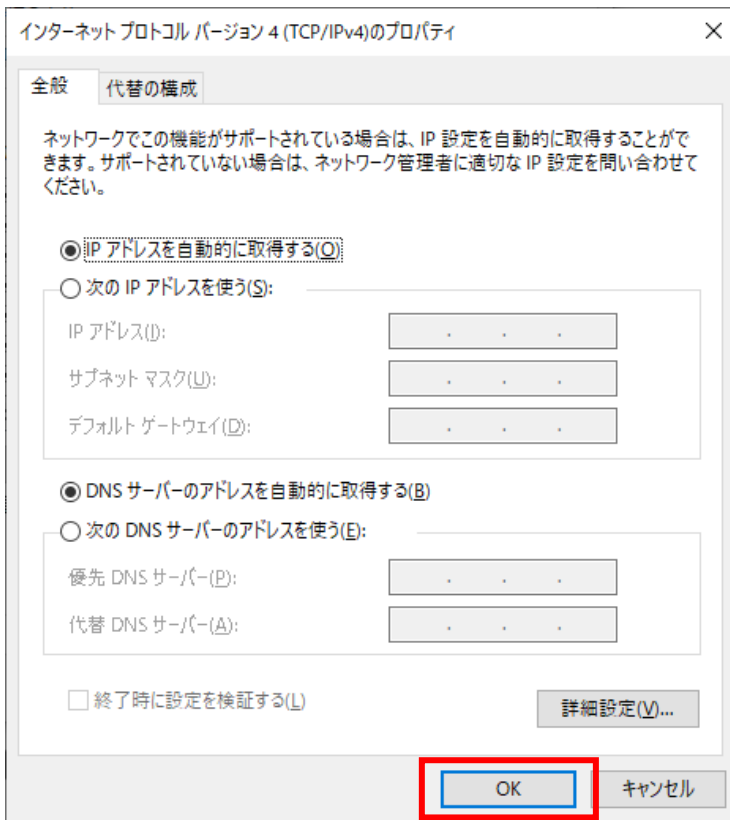 インターネット プロトコル バージョン 4 (TCP/IPv4)のプロパティ
全般
代替の構成
ネットワークでこの機能がサポートされている場合は、IP 設定を自動的に取得することがで
きます。サポートされていない場合は、ネットワーク管理者に適切な IP 設定を問い合わせて
ください。
IP アドレスを自動的に取得する(O)
次の IP アドレスを使う(S):
IP アドレス(I):
サブネット マスク(U):
デフォルト ゲートウェイ(D):
DNS サーバーのアドレスを自動的に取得する(B)
次の DNS サーバーのアドレスを使う(E):
優先 DNS サーバー(P):
代替 DNS サーバー(A):
終了時に設定を検証する(L)
詳細設定(V)...
OK
キャンセル